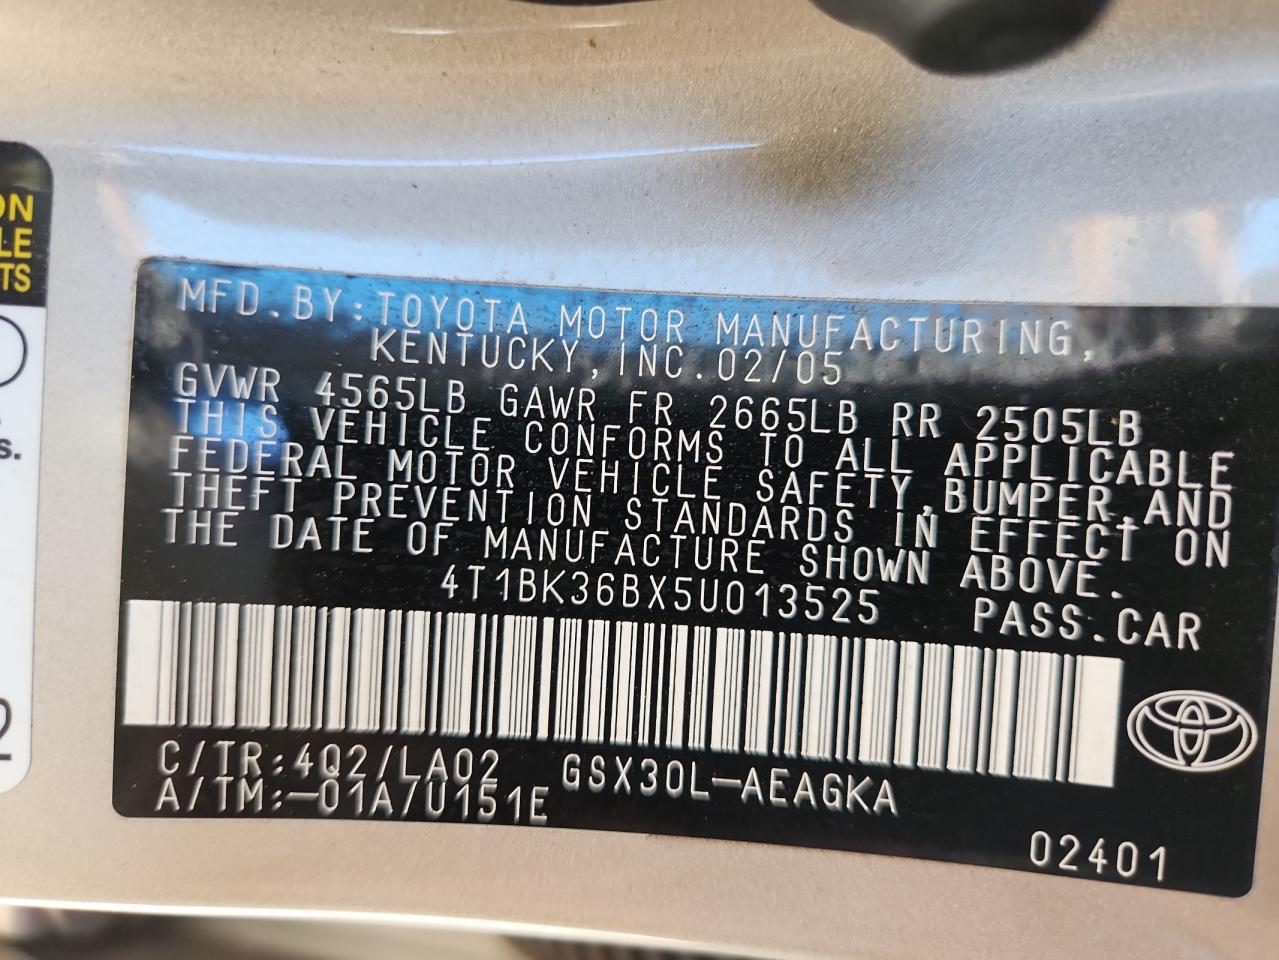 ON
LE
TS
s.
2
MFD.BY:TOYOTA MOTOR MANUFACTURING,
KENTUCKY,INC.02/05
GVWR 4565LB GAWR FR 2665LB RR 2505LB
THIS VEHICLE CONFORMS TO ALL APPLICABLE
FEDERAL MOTOR VEHICLE SAFETY,BUMPER,AND
THEFT PREVENTION STANDARDS IN EFFECT ON
THE DATE OF MANUFACTURE SHOWN ABOVE.
4T1BK36BX5U013525 PASS.CAR
C/TR:4Q2/LA02 GSX30L-AEAGKA
A/TM:-01A/U151E
02401